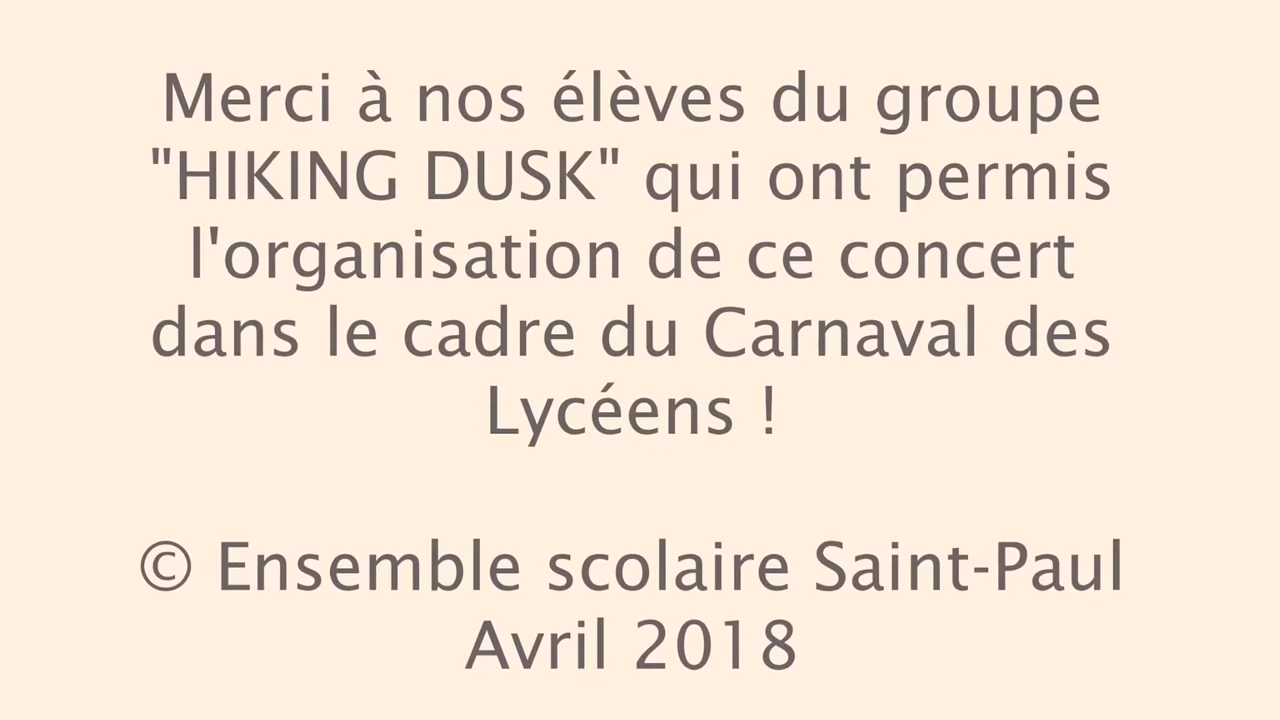 Merci à nos élèves du groupe
"HIKING DUSK" qui ont permis
l'organisation de ce concert
dans le cadre du Carnaval des
Lycéens !
© Ensemble scolaire Saint-Paul
Avril 2018